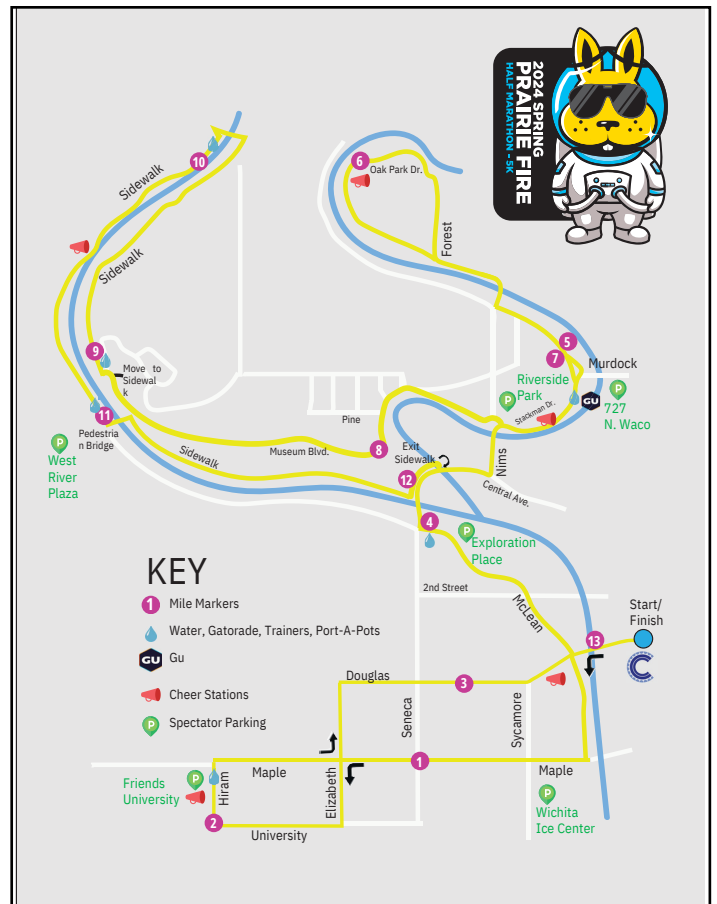 2024 SPRING
PRAIRIE FIRE
HALF MARATHON - 5K
10
Sidewalk
Sidewalk
6
Oak Park Dr.
Forest
5
7
Murdock
Riverside
Park
P
P
GU
727
N. Waco
Stackman Dr.
9
Move to
Sidewal
k
11
Pedestria
n Bridge
P
West
River
Plaza
Pine
Museum Blvd.
8
Sidewalk
Exit
Sidewalk
12
Nims
Central Ave.
4
P
Exploration
Place
KEY
1
Mile Markers
Water, Gatorade, Trainers, Port-A-Pots
GU
Gu
Cheer Stations
P
Spectator Parking
2nd Street
McLean
Start/
Finish
13
C
Douglas
3
Seneca
Sycamore
Maple
1
Maple
Elizabeth
Hiram
P
Friends
University
2
University
P
Wichita
Ice Center